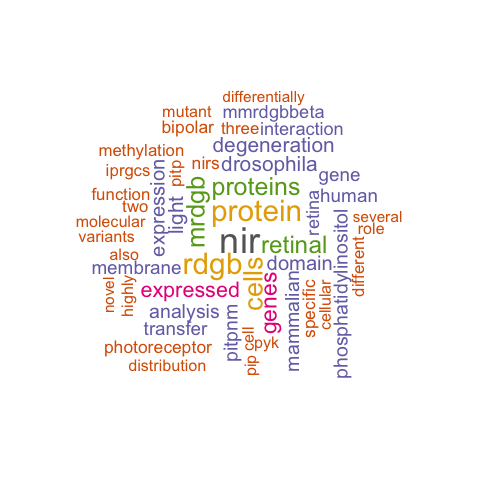 differentially
mutant mmrdgbbeta
bipolar three interaction
methylation degeneration
iprgcs pitp nirs drosophila
expression light mrdgb proteins retina gene
function human
two protein phosphatidylinositol several
molecular role
variants nir retinal different
also
membrane rdgb cells domain
novel highly expressed genes mammalian specific cellular
analysis pitpnm
transfer cell pyk
photoreceptor pip
distribution